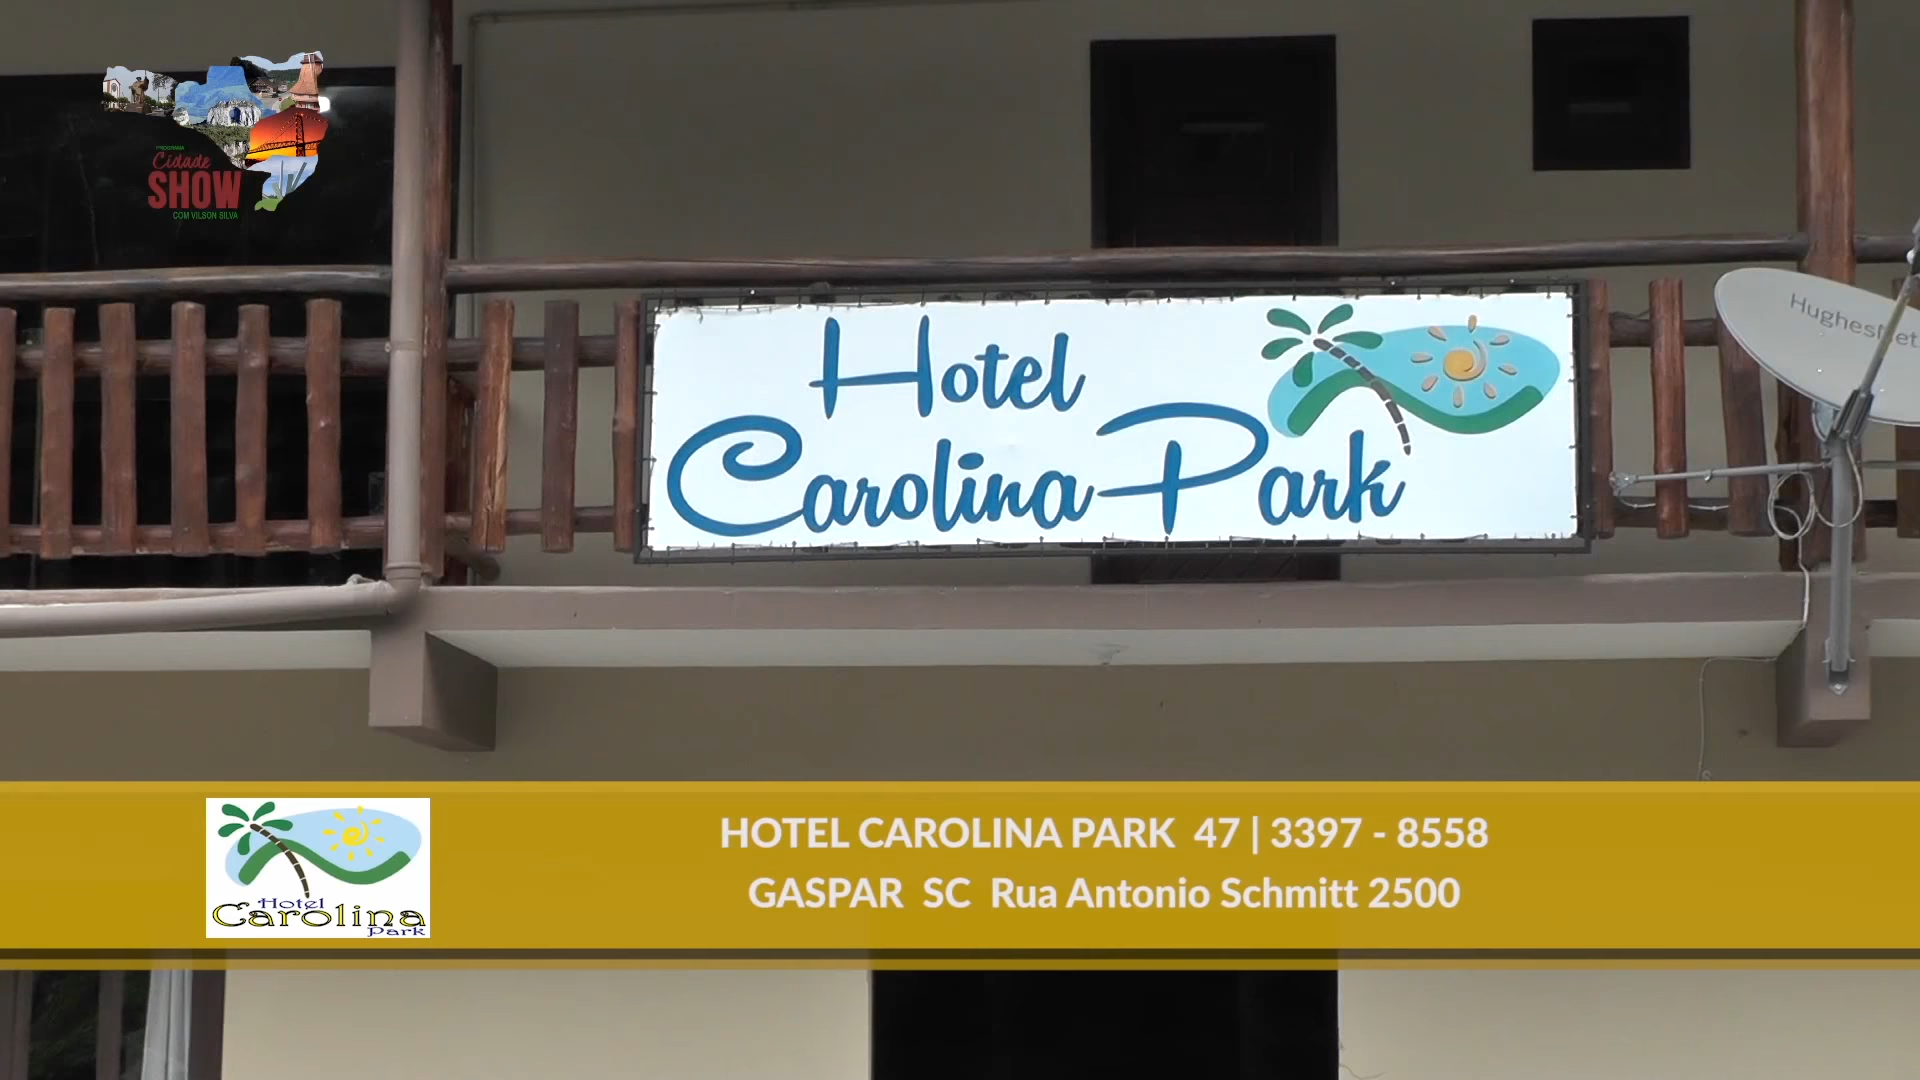 PROGRAMA
Cidade
SHOW
COM VILSON SILVA
Hotel
Carolina Park
HughesNet
HOTEL CAROLINA PARK 47 | 3397 - 8558
GASPAR SC Rua Antonio Schmitt 2500
Hotel
Carolina
Park